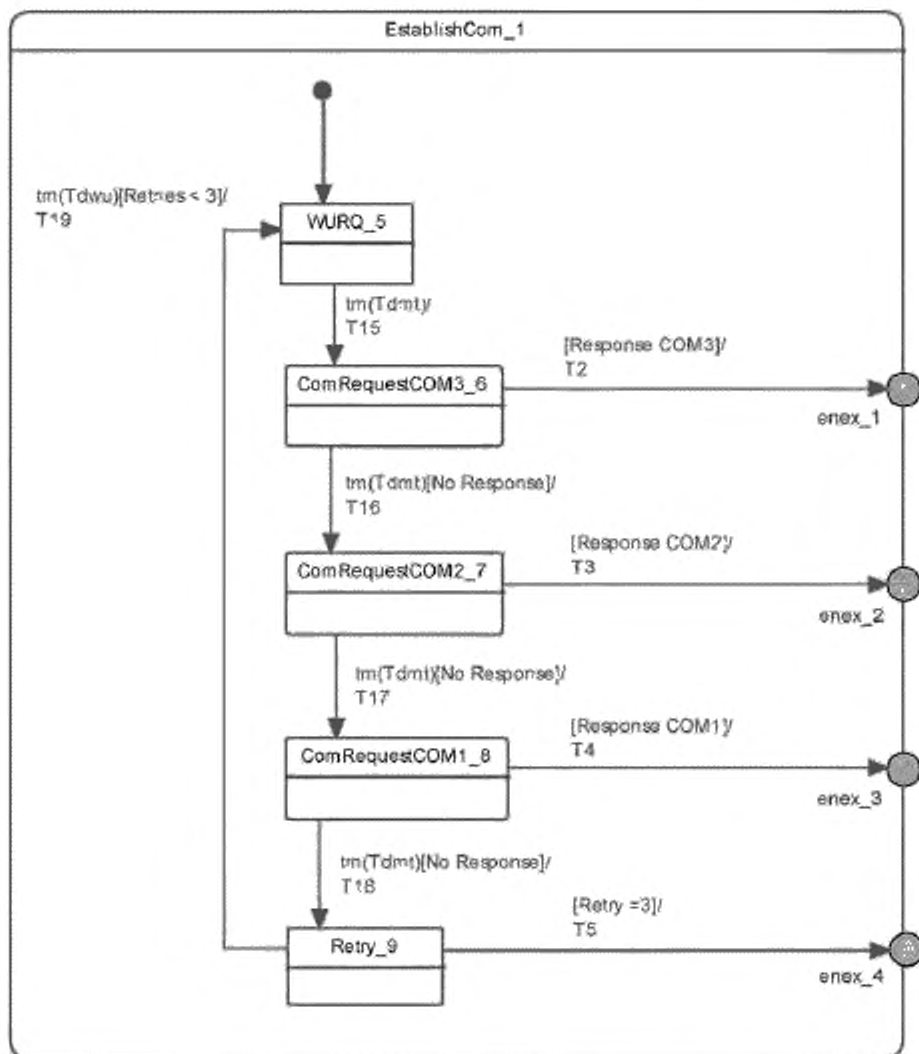 EstablishCom_1
tm(Tdwu)[Retries < 3]/
T19
WURQ_5
tm(Tdmt)/
T15
ComRequestCOM3_6
[Response COM3]/
T2
enex_1
tm(Tdmt)[No Response]/
T16
ComRequestCOM2_7
[Response COM2]/
T3
enex_2
tm(Tdmt)[No Response]/
T17
ComRequestCOM1_8
[Response COM1]/
T4
enex_3
tm(Tdmt)[No Response]/
T18
Retry_9
[Retry =3]/
T5
enex_4